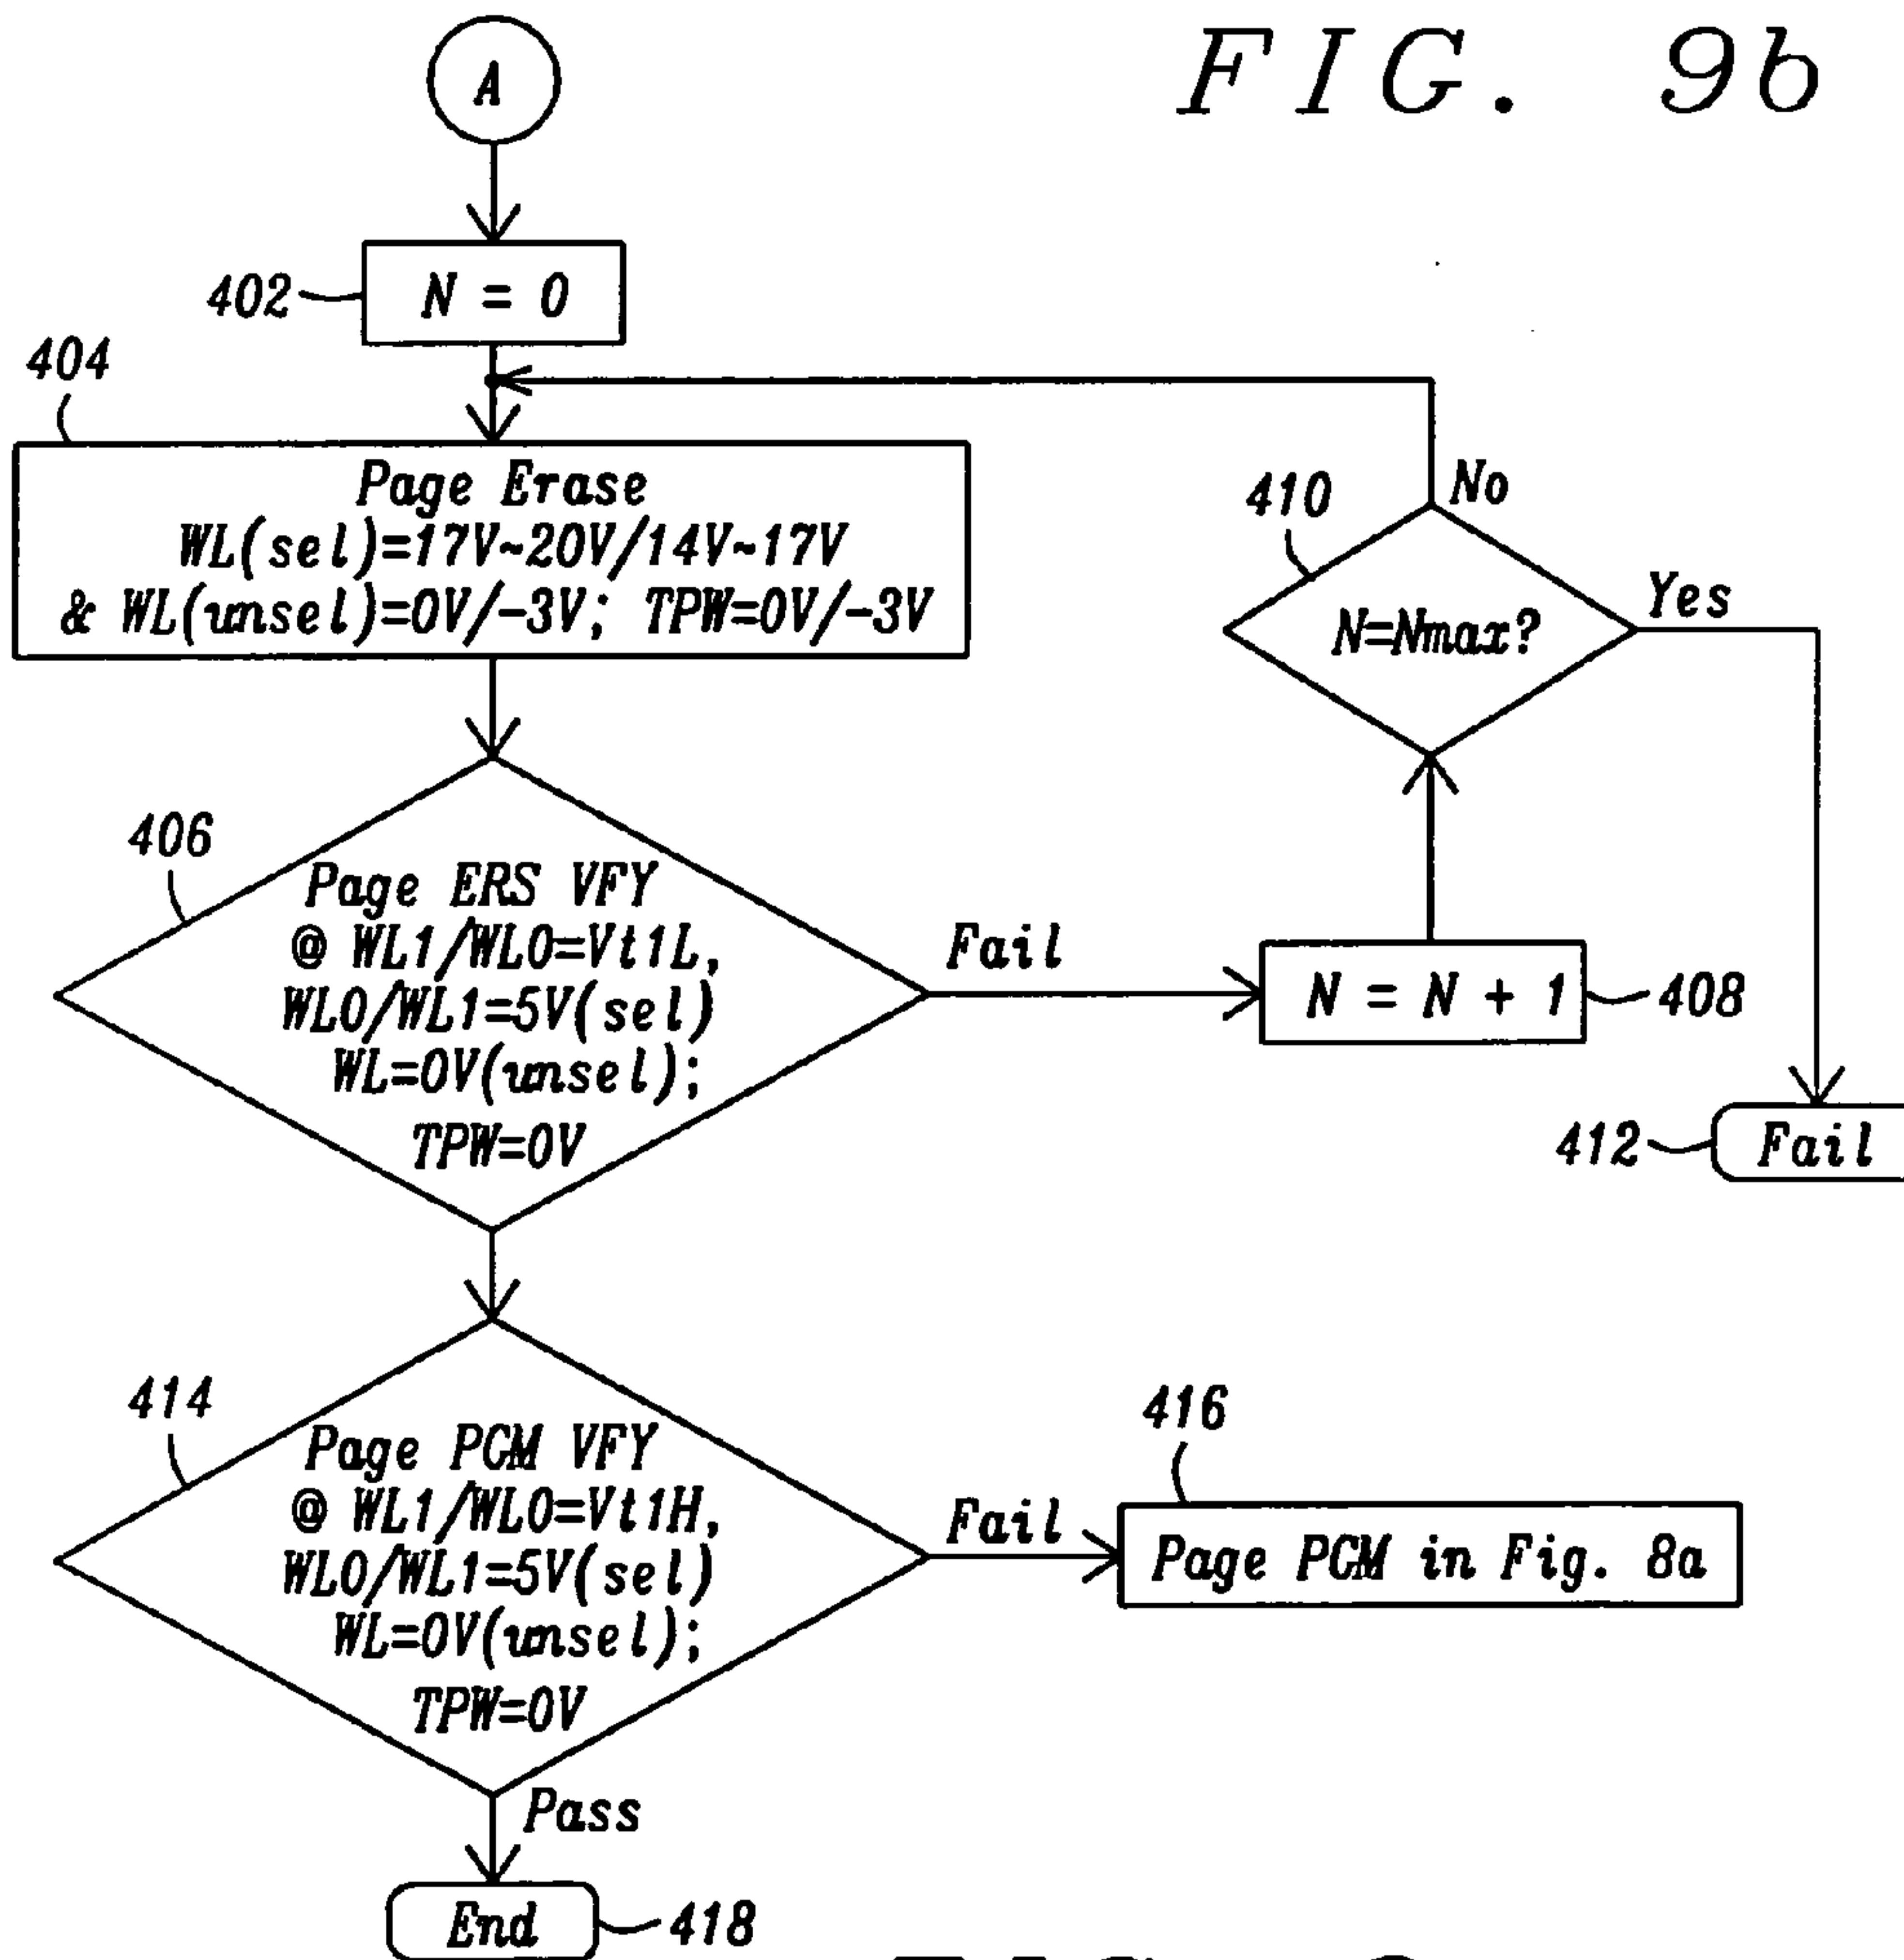 FIG. 9b
A
402
N = 0
404
Page Erase
WL(sel)=17V~20V/14V~17V
& WL(unsel)=0V/-3V; TPW=0V/-3V
410
No
N=Nmax?
Yes
406
Page ERS VFY
@ WL1/WL0=Vt1L,
WL0/WL1=5V(sel)
WL=0V(unsel);
TPW=0V
Fail
N = N + 1
408
412
Fail
414
Page PGM VFY
@ WL1/WL0=Vt1H,
WL0/WL1=5V(sel)
WL=0V(unsel);
TPW=0V
Fail
416
Page PGM in Fig. 8a
Pass
End
418